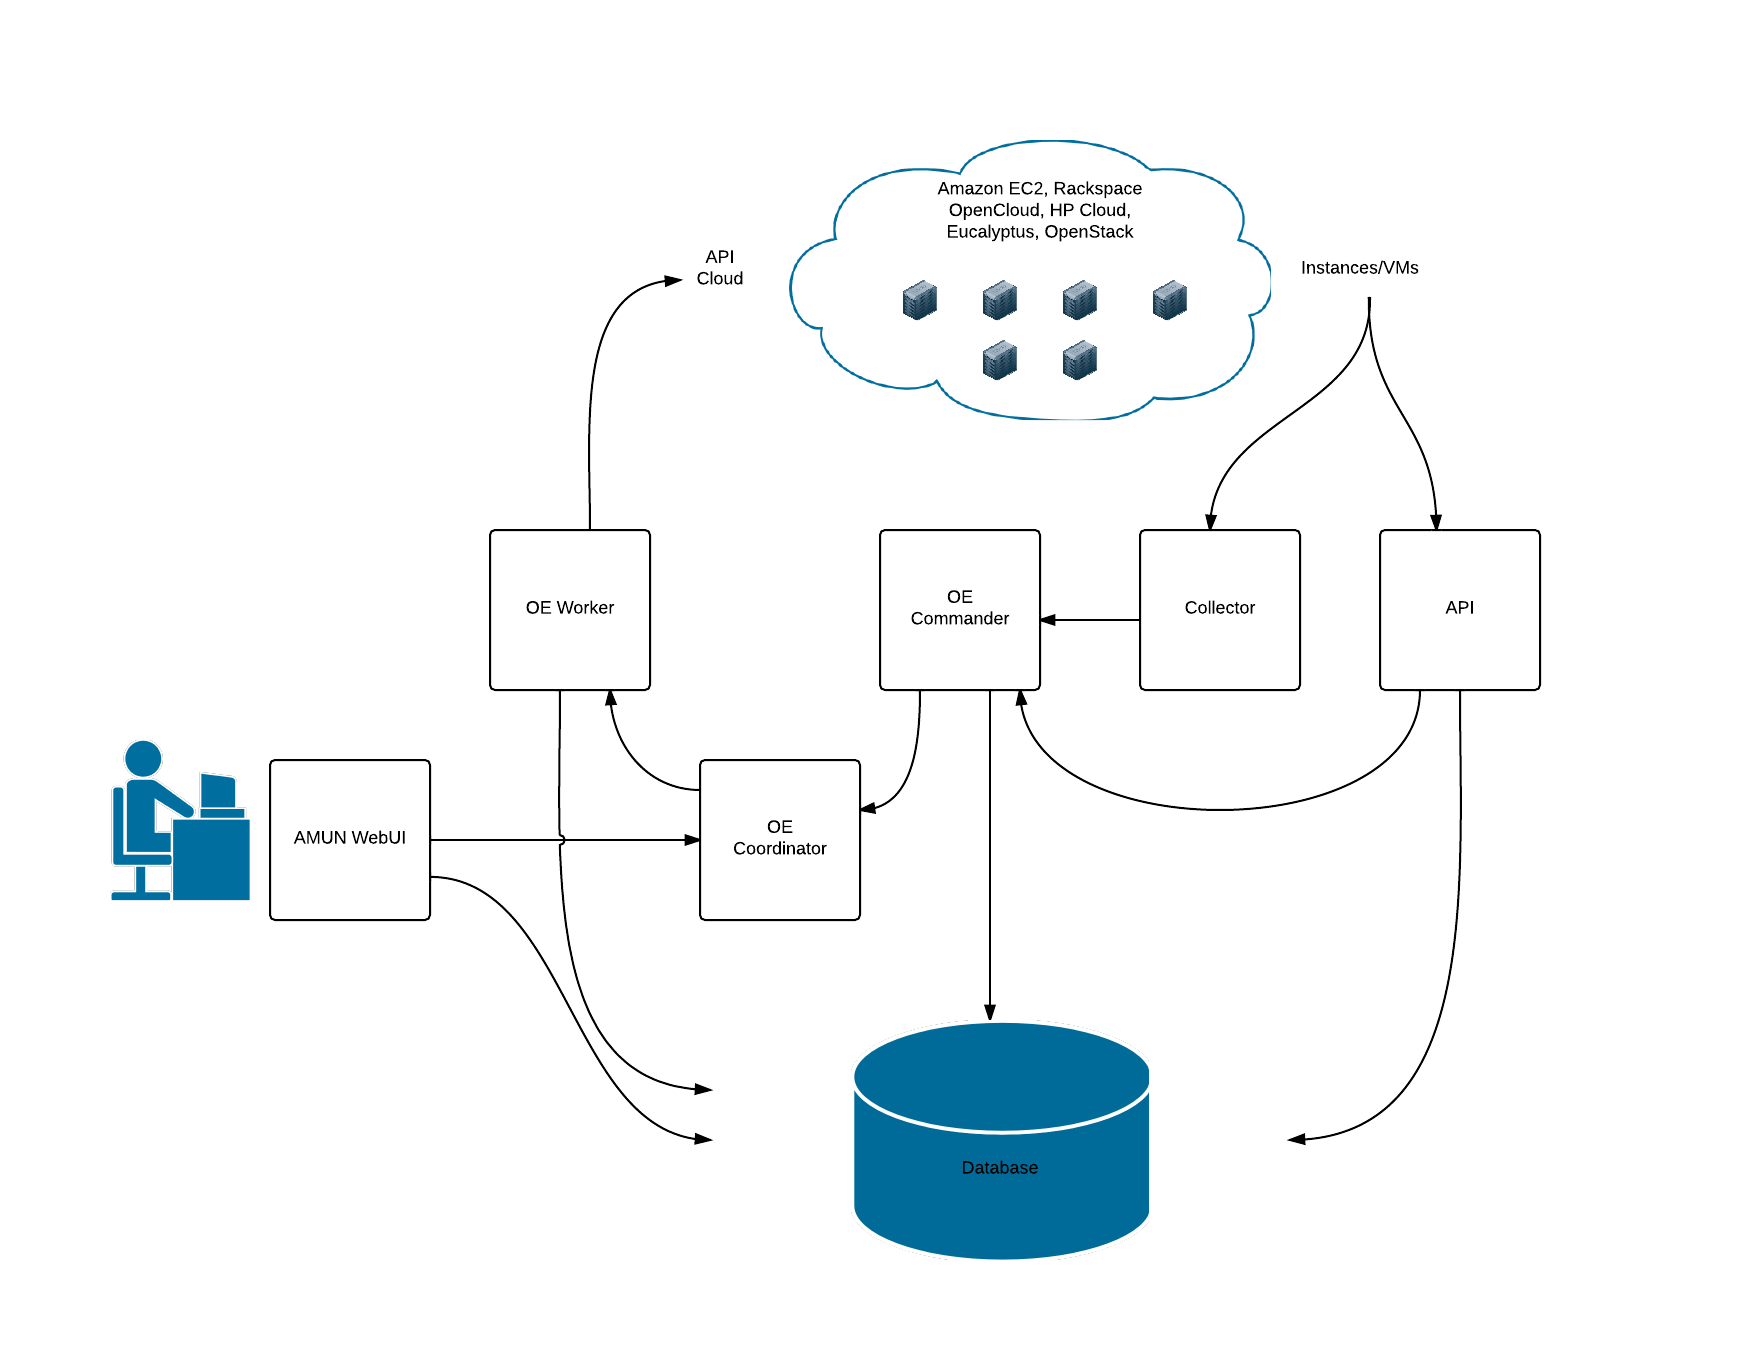 Amazon EC2, Rackspace
OpenCloud, HP Cloud,
Eucalyptus, OpenStack
API
Cloud
Instances/VMs
OE Worker
OE
Commander
Collector
API
AMUN WebUI
OE
Coordinator
Database